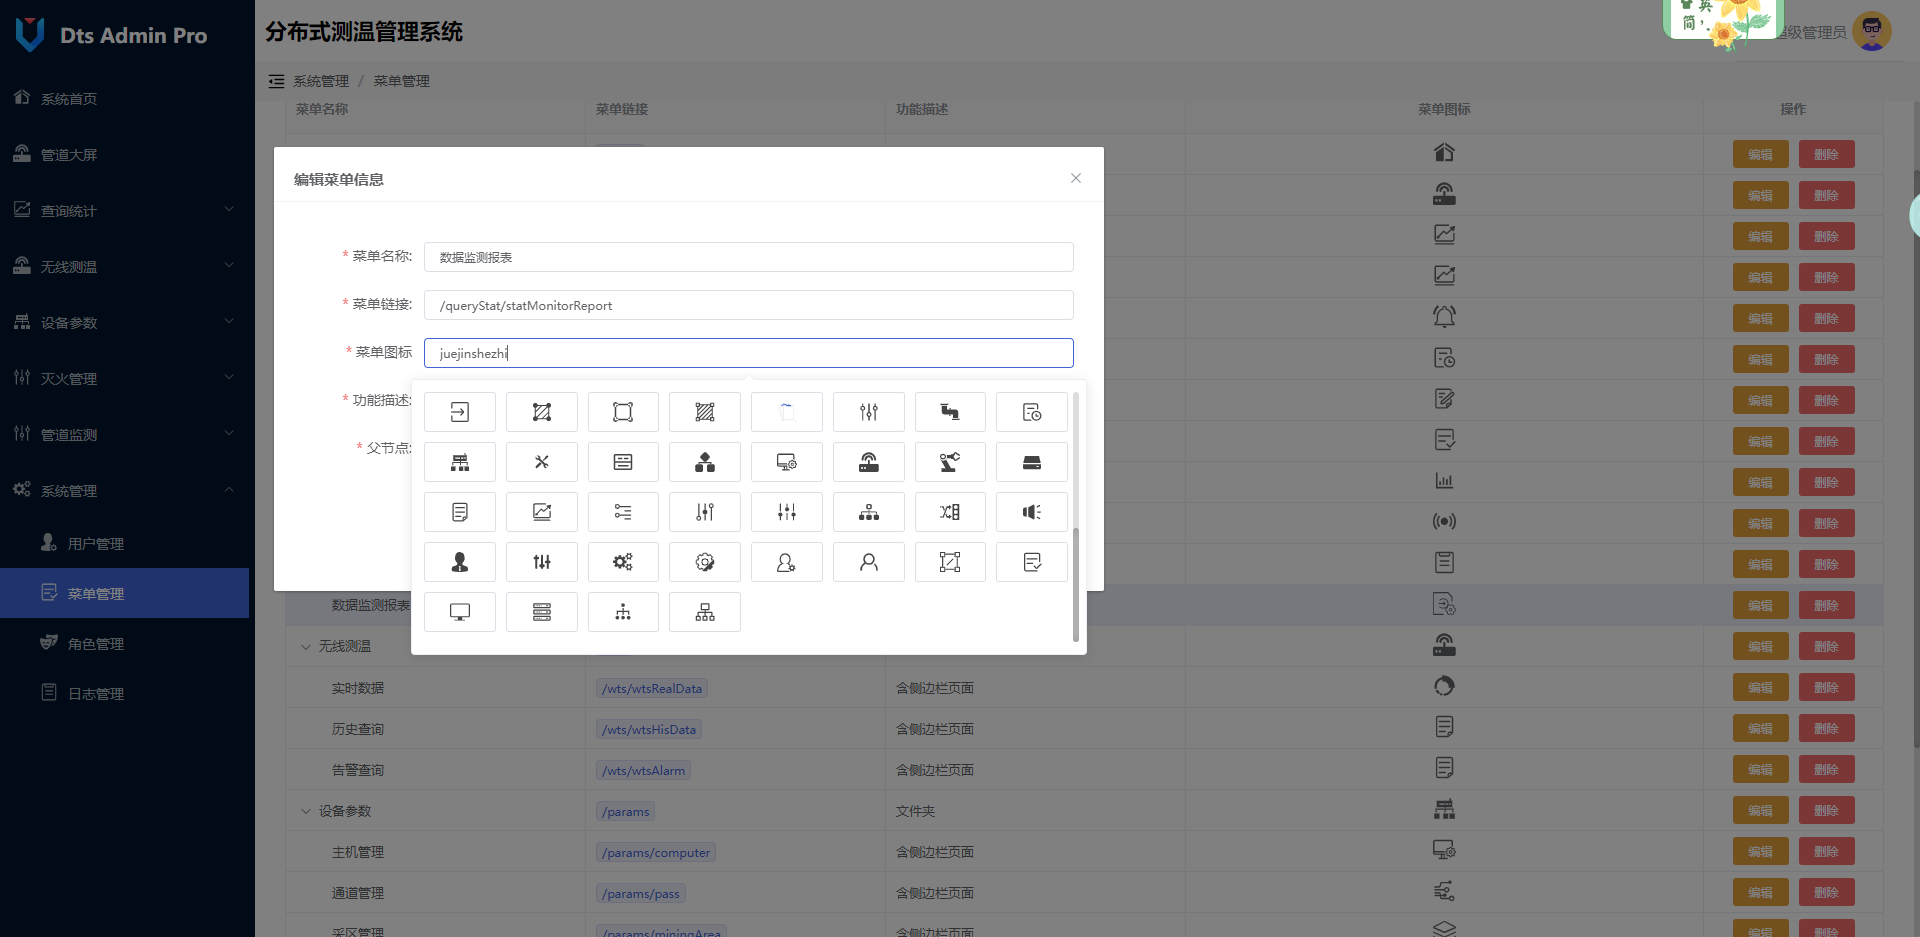 Dts Admin Pro
分布式测温管理系统
英
简
超级管理员
系统管理 / 菜单管理
系统首页
管道大屏
查询统计
无线测温
设备参数
灭火管理
管道监测
系统管理
用户管理
菜单管理
角色管理
日志管理
菜单名称 菜单链接 功能描述 菜单图标 操作
编辑 删除
编辑 删除
编辑 删除
编辑 删除
编辑 删除
编辑 删除
编辑 删除
编辑 删除
编辑 删除
编辑 删除
编辑 删除
编辑菜单信息
* 菜单名称: 数据监测报表
* 菜单链接: /queryStat/statMonitorReport
* 菜单图标 juejinshezhi
* 功能描述:
* 父节点:
数据监测报表 编辑 删除
无线测温 编辑 删除
实时数据 /wts/wtsRealData 含侧边栏页面 编辑 删除
历史查询 /wts/wtsHisData 含侧边栏页面 编辑 删除
告警查询 /wts/wtsAlarm 含侧边栏页面 编辑 删除
设备参数 /params 文件夹 编辑 删除
主机管理 /params/computer 含侧边栏页面 编辑 删除
通道管理 /params/pass 含侧边栏页面 编辑 删除
采区管理 /params/miningArea 含侧边栏页面 编辑 删除